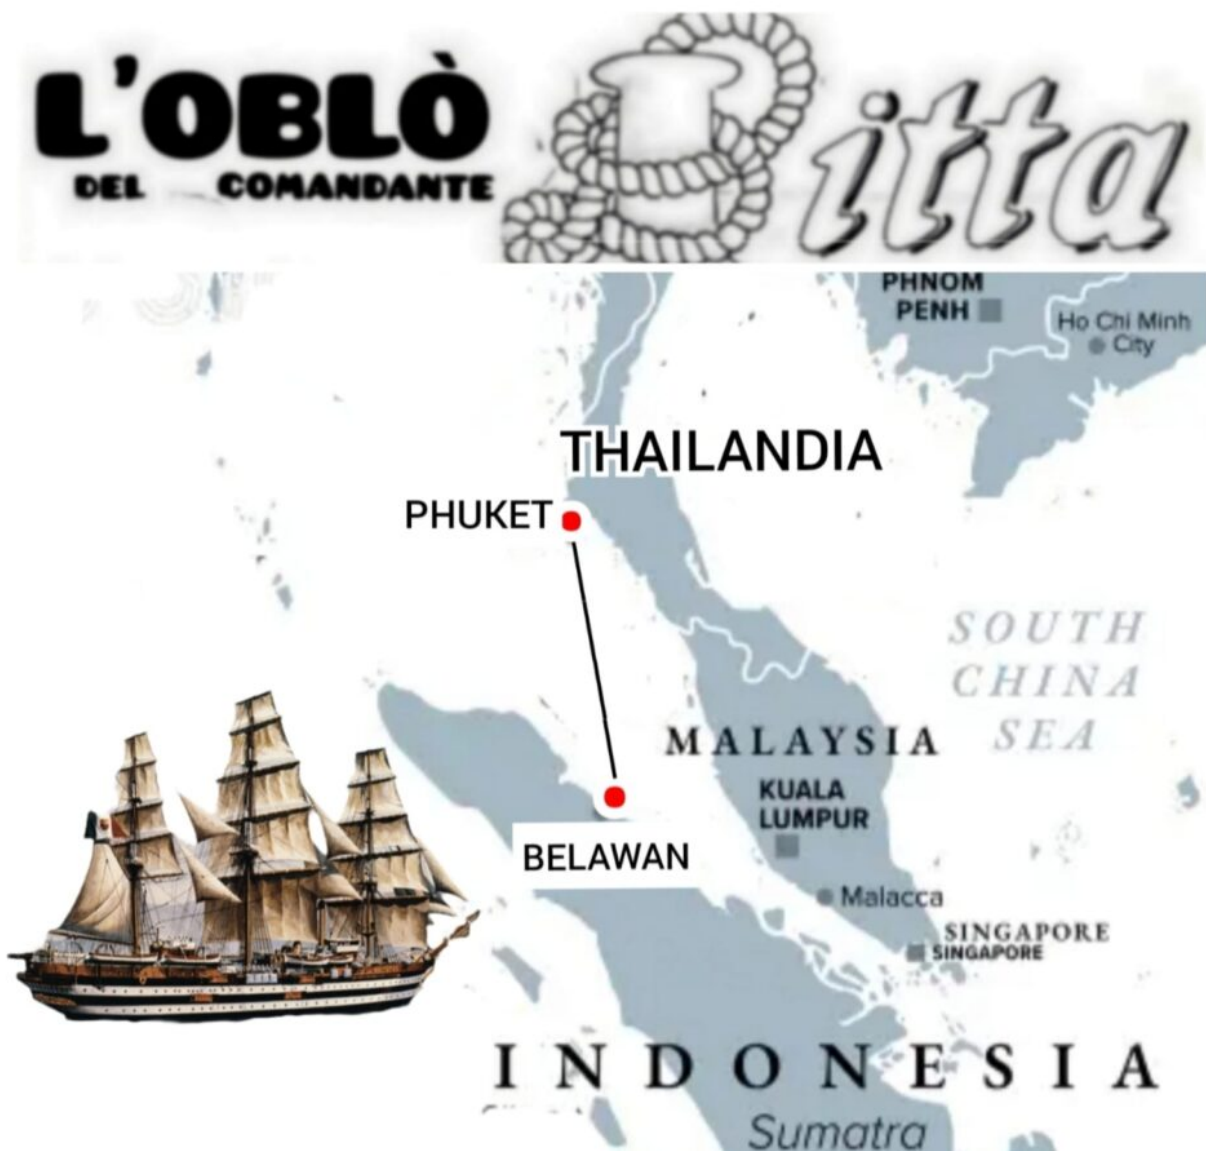 L'OBLÒ
DEL COMANDANTE
Bitta
PHNOM
PENH
Ho Chi Minh
City
THAILANDIA
PHUKET
SOUTH
CHINA
SEA
MALAYSIA
KUALA
LUMPUR
BELAWAN
Malacca
SINGAPORE
SINGAPORE
INDONESIA
Sumatra